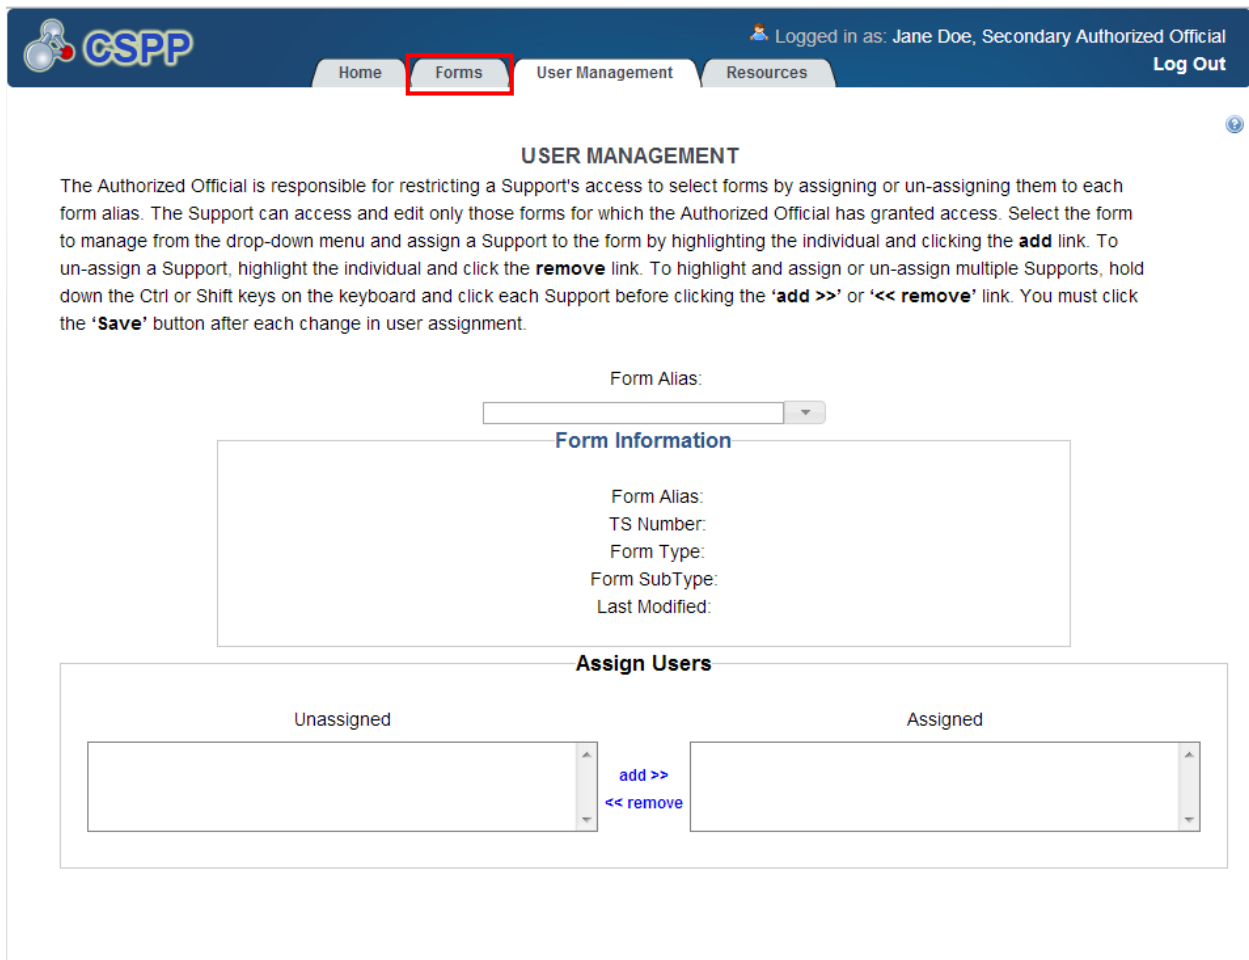 CSPP
Logged in as: Jane Doe, Secondary Authorized Official
Log Out
Home Forms User Management Resources
?
USER MANAGEMENT
The Authorized Official is responsible for restricting a Support's access to select forms by assigning or un-assigning them to each
form alias. The Support can access and edit only those forms for which the Authorized Official has granted access. Select the form
to manage from the drop-down menu and assign a Support to the form by highlighting the individual and clicking the add link. To
un-assign a Support, highlight the individual and click the remove link. To highlight and assign or un-assign multiple Supports, hold
down the Ctrl or Shift keys on the keyboard and click each Support before clicking the ‘add >>’ or ‘<< remove’ link. You must click
the ‘Save’ button after each change in user assignment.
Form Alias:
Form Information
Form Alias:
TS Number:
Form Type:
Form SubType:
Last Modified:
Assign Users
Unassigned Assigned
add >>
<< remove